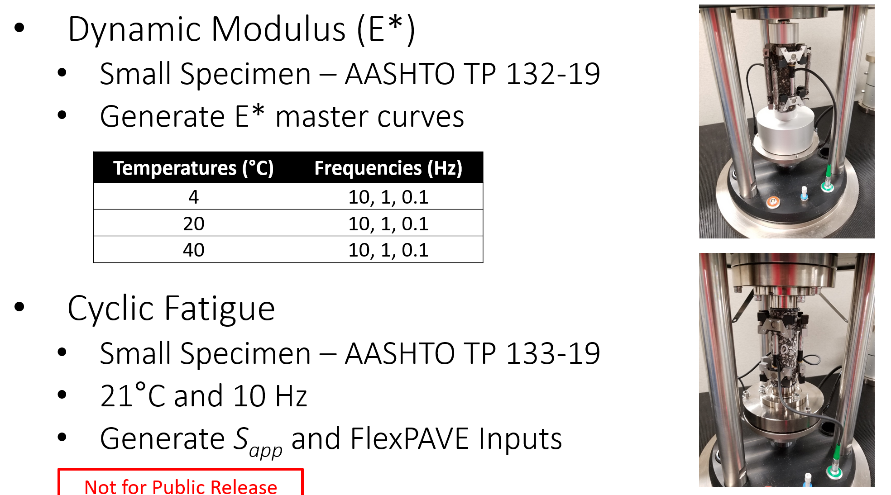 • Dynamic Modulus (E*)
• Small Specimen – AASHTO TP 132-19
• Generate E* master curves
Temperatures (°C) Frequencies (Hz)
4 10, 1, 0.1
20 10, 1, 0.1
40 10, 1, 0.1
• Cyclic Fatigue
• Small Specimen – AASHTO TP 133-19
• 21°C and 10 Hz
• Generate Sapp and FlexPAVE Inputs
Not for Public Release